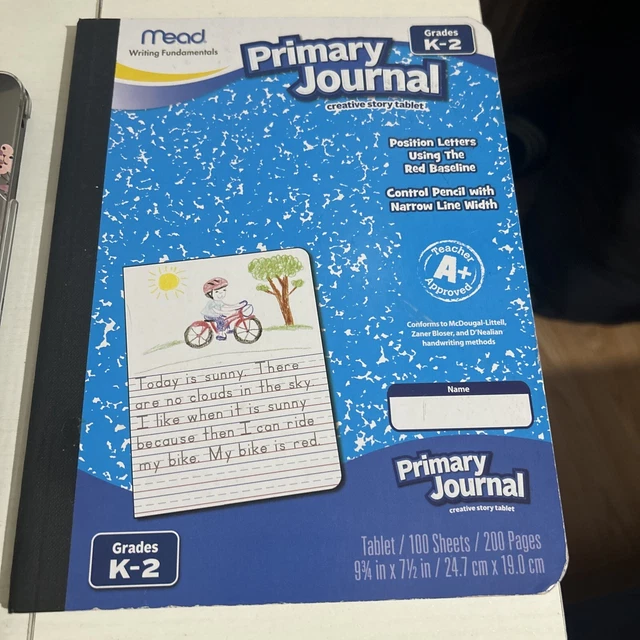 Mead
Writing Fundamentals
Grades
K-2
Primary
Journal
creative story tablet
Position Letters
Using The
Red Baseline
Control Pencil with
Narrow Line Width
Teacher
A+
Approved
Conforms to McDougal-Littell,
Zaner Bloser, and D'Nealian
handwriting methods
Today is sunny. There
are no clouds in the sky.
I like when it is sunny
because then I can ride
my bike. My bike is red.
Name
Primary
Journal
creative story tablet
Grades
K-2
Tablet / 100 Sheets / 200 Pages
9¾ in x 7½ in / 24.7 cm x 19.0 cm